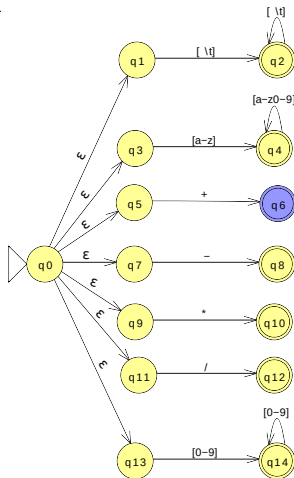 [ \t]
q1 [ \t] q2
[a-z0-9]
ε q3 [a-z] q4
ε
ε q5 + q6
q0 ε q7 - q8
ε
ε q9 * q10
q11 / q12
ε
[0-9]
q13 [0-9] q14